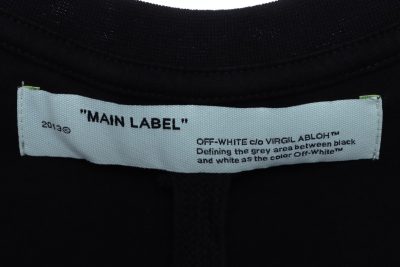 "MAIN LABEL"
2013©
OFF-WHITE c/o VIRGIL ABLOH™
Defining the grey area between black
and white as the color Off-White™